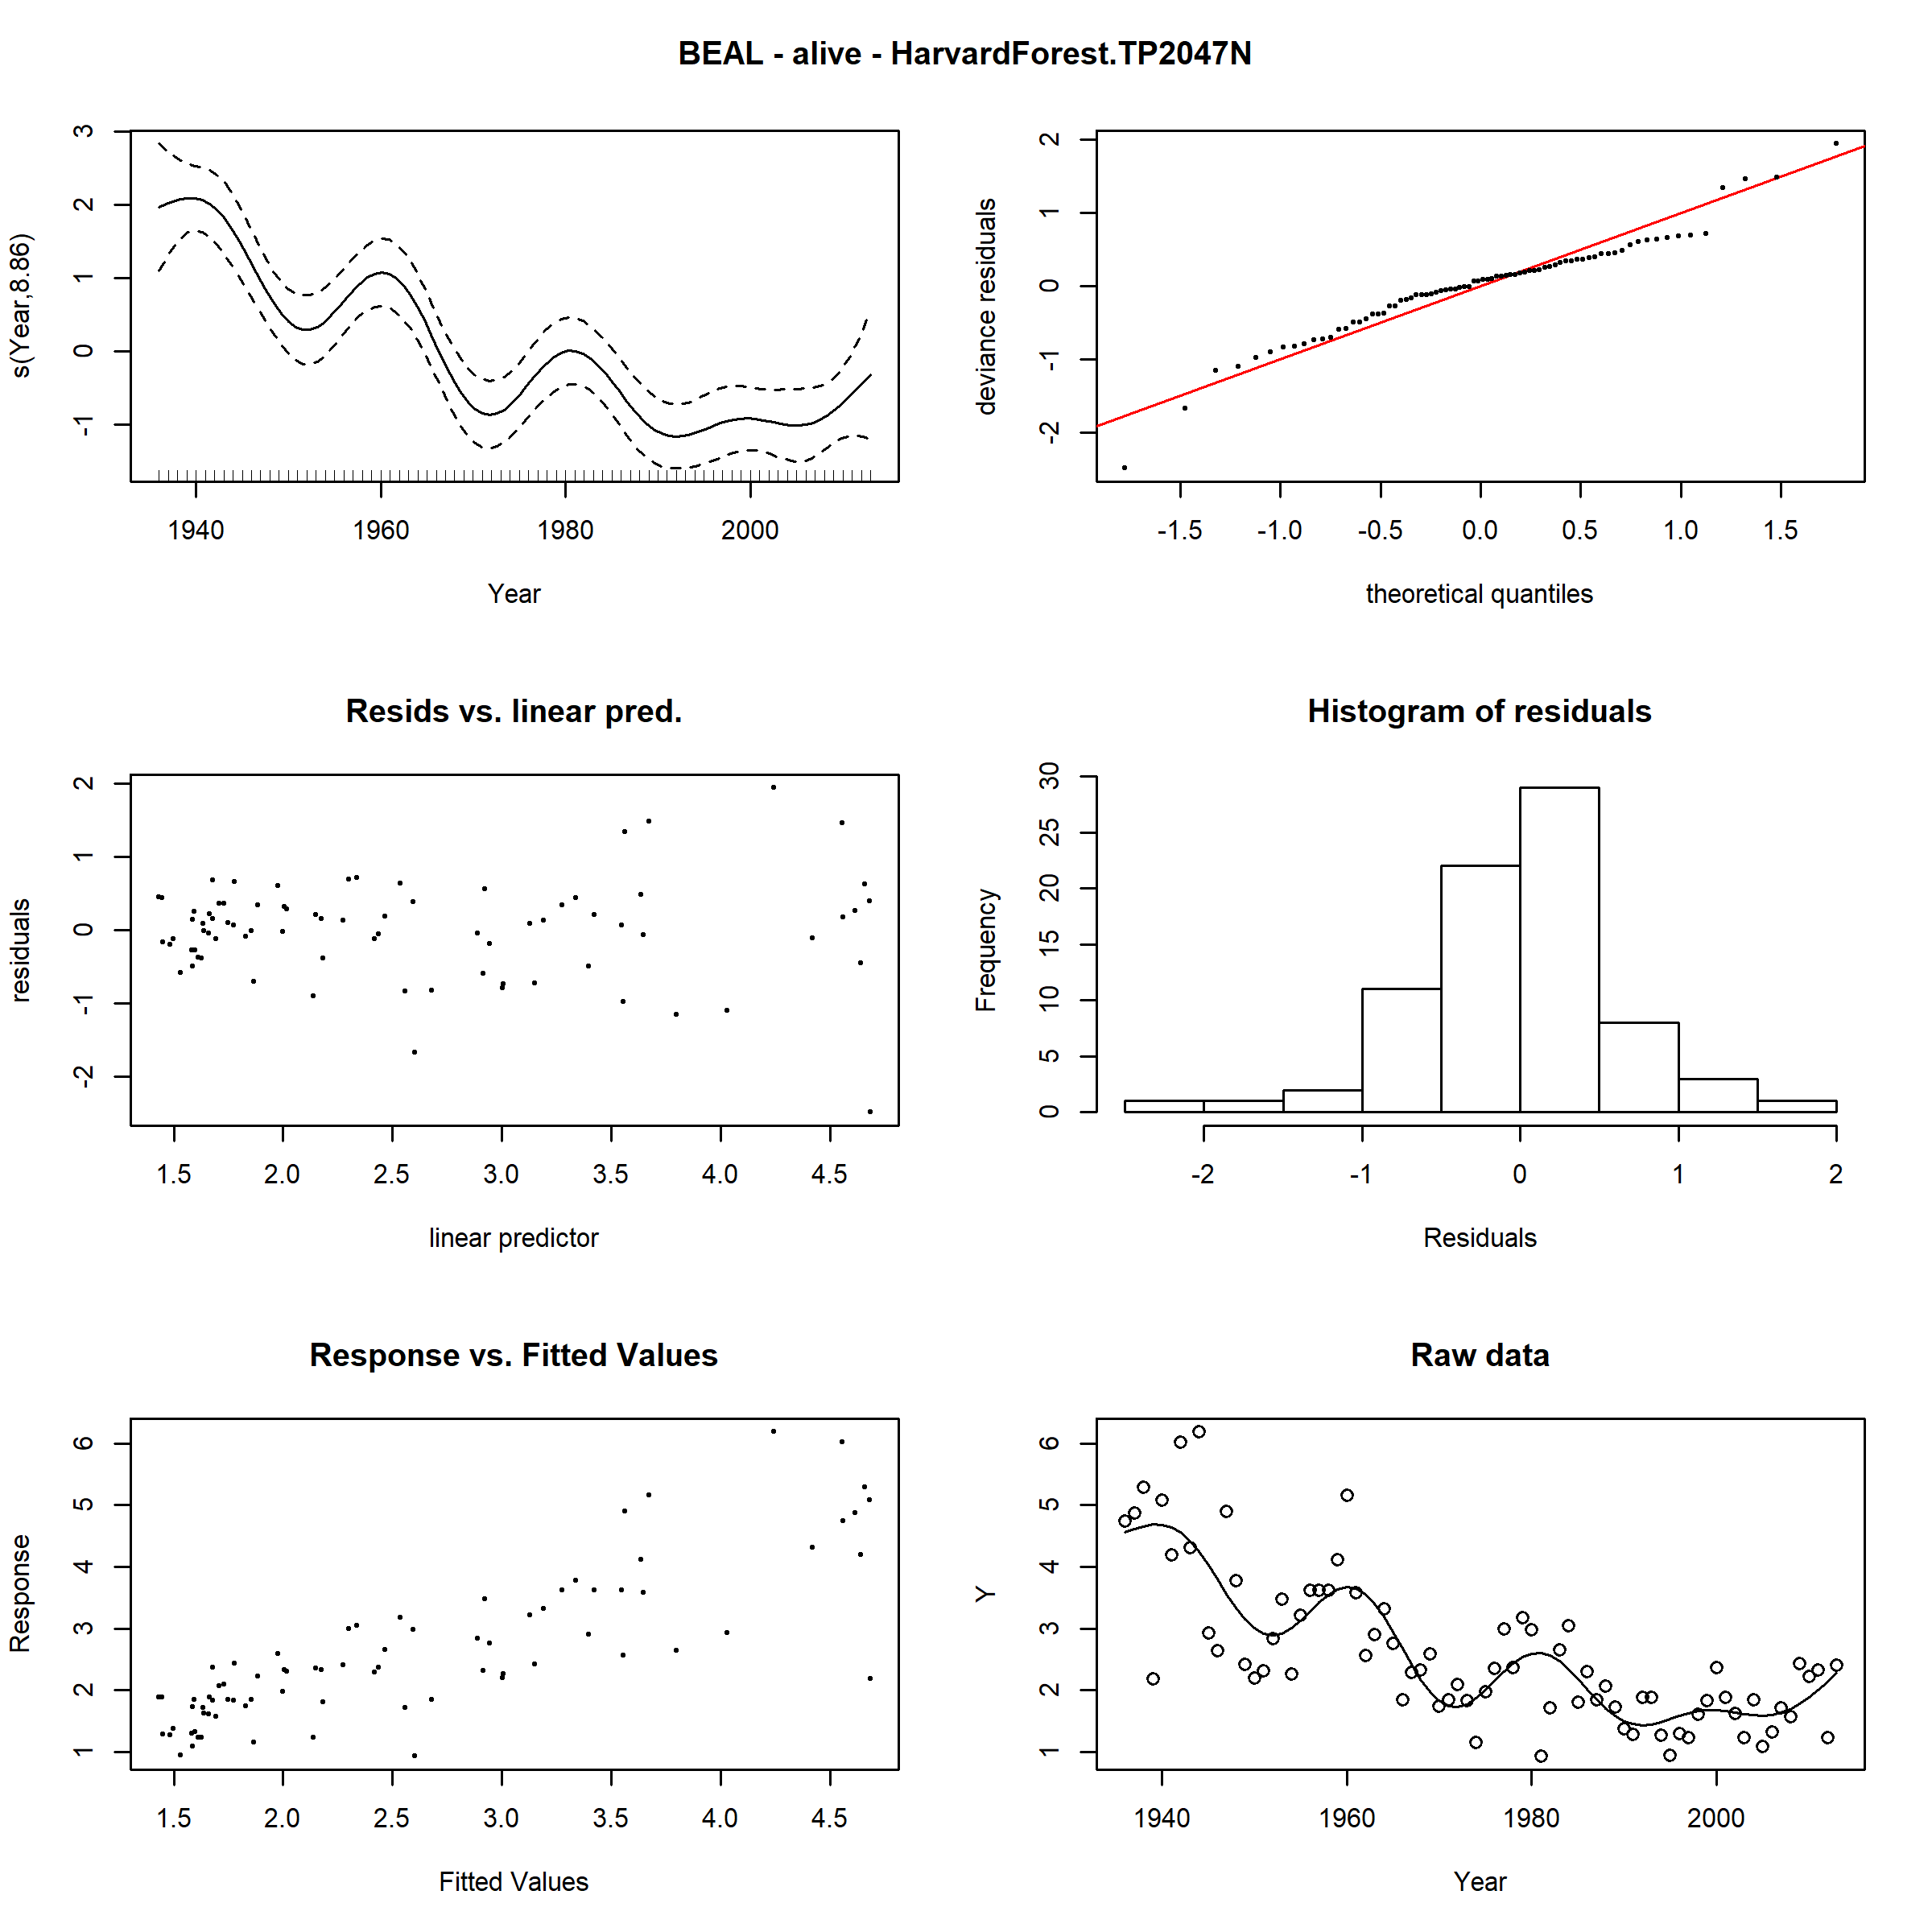 BEAL - alive - HarvardForest.TP2047N
s(Year,8.86)
3
2
1
0
-1
1940 1960 1980 2000
Year
deviance residuals
2
1
0
-1
-2
-1.5 -1.0 -0.5 0.0 0.5 1.0 1.5
theoretical quantiles
Resids vs. linear pred.
residuals
2
1
0
-1
-2
1.5 2.0 2.5 3.0 3.5 4.0 4.5
linear predictor
Histogram of residuals
Frequency
30
25
20
15
10
5
0
-2 -1 0 1 2
Residuals
Response vs. Fitted Values
Response
6
5
4
3
2
1
1.5 2.0 2.5 3.0 3.5 4.0 4.5
Fitted Values
Raw data
Y
6
5
4
3
2
1
1940 1960 1980 2000
Year